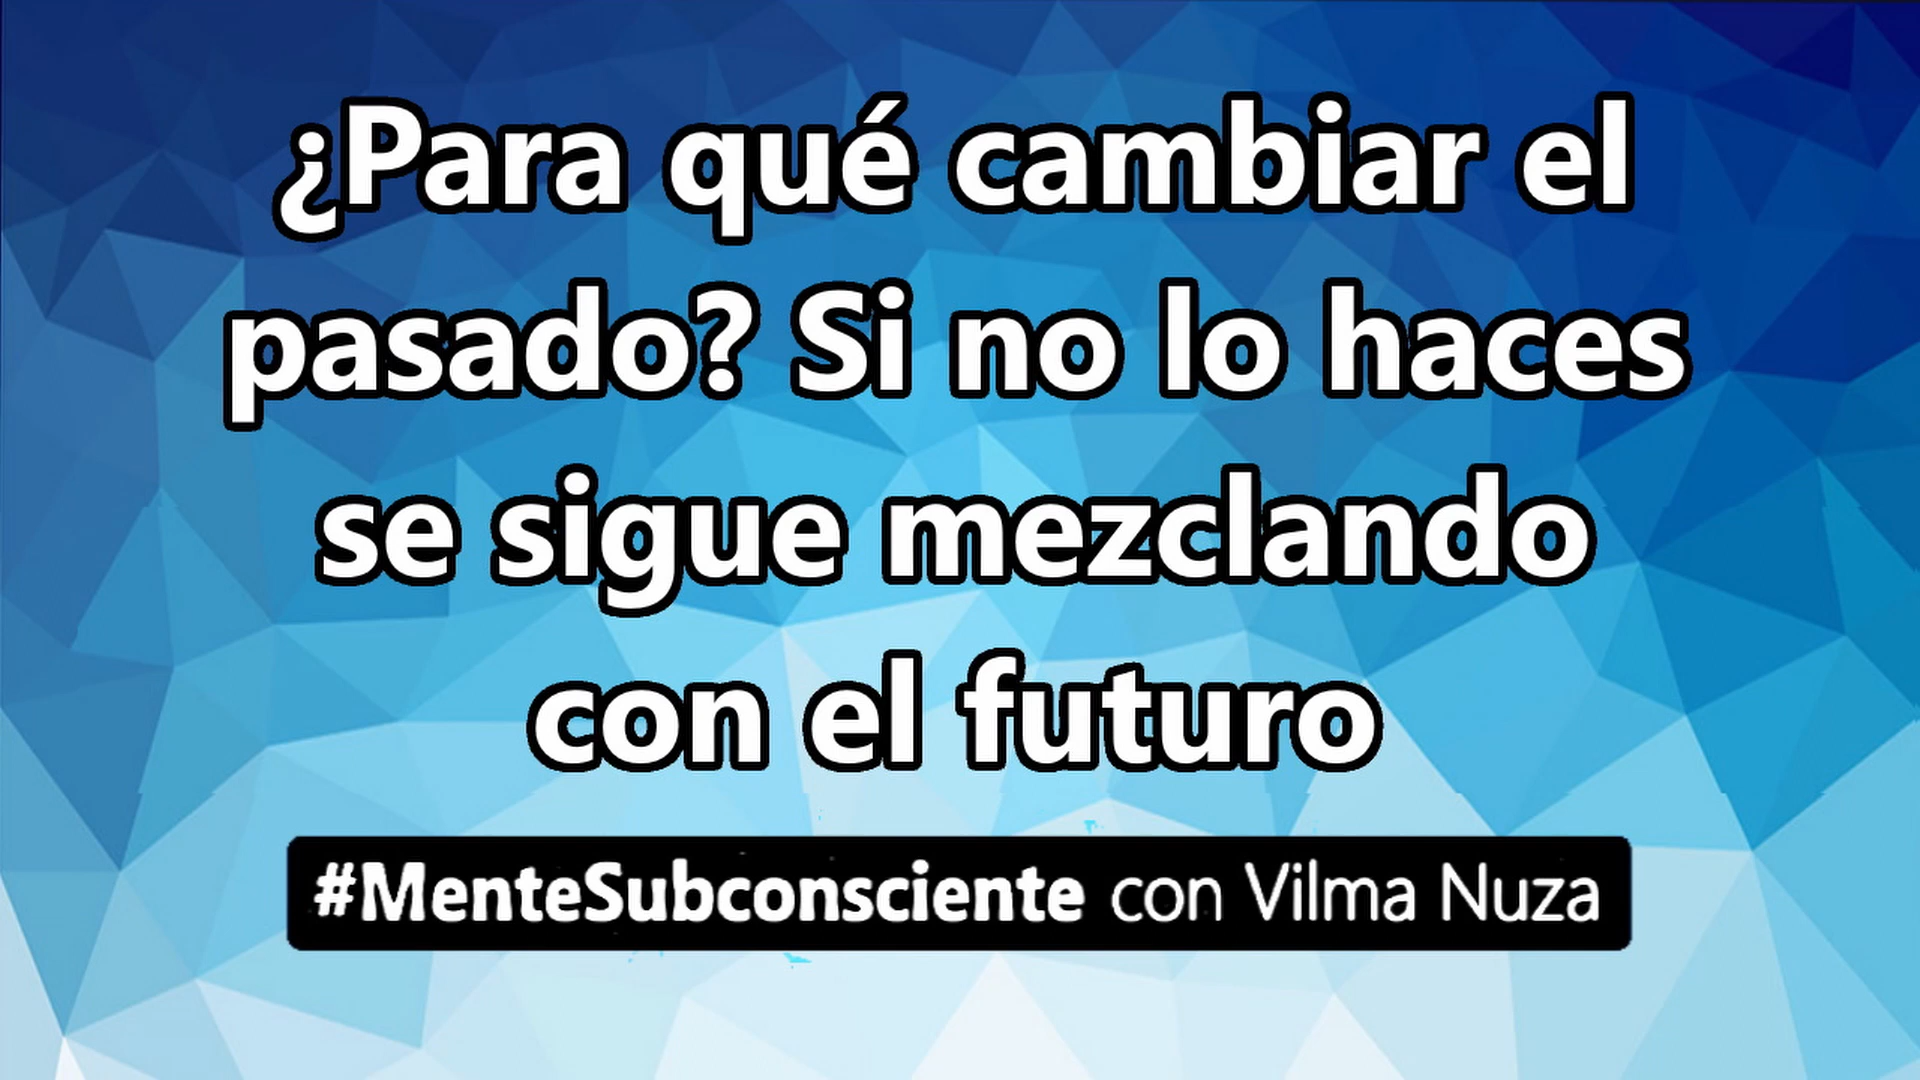 ¿Para qué cambiar el
pasado? Si no lo haces
se sigue mezclando
con el futuro
#MenteSubconsciente con Vilma Nuza